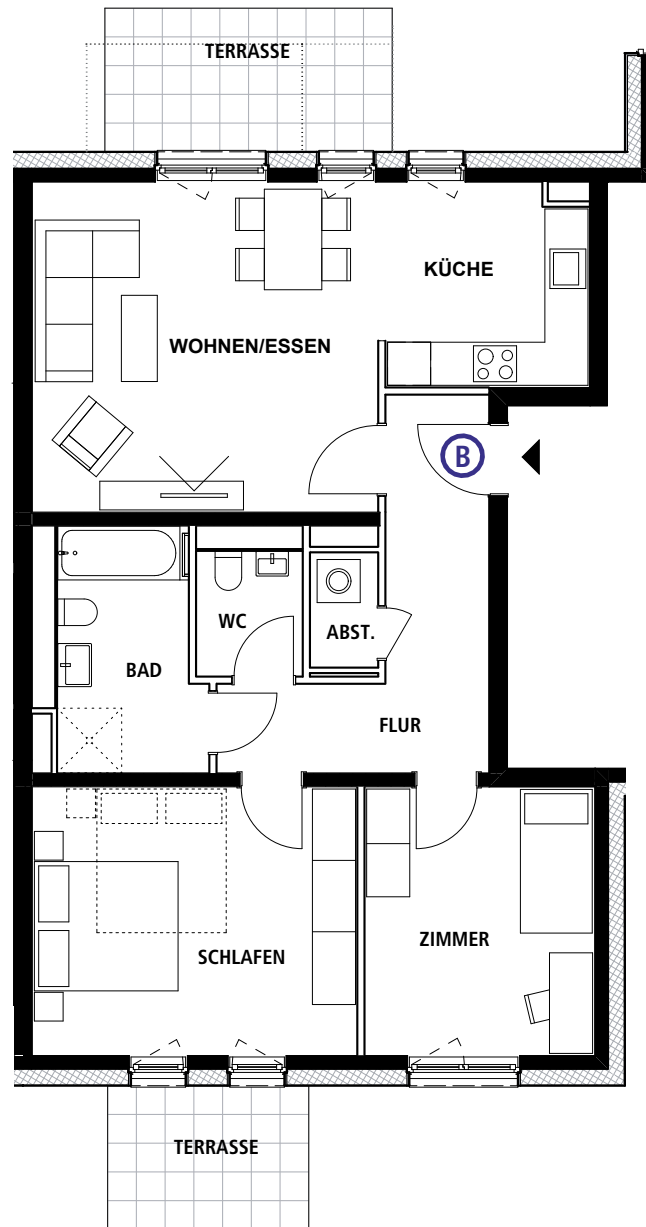 TERRASSE
KÜCHE
WOHNEN/ESSEN
B
WC
ABST.
BAD
FLUR
ZIMMER
SCHLAFEN
TERRASSE